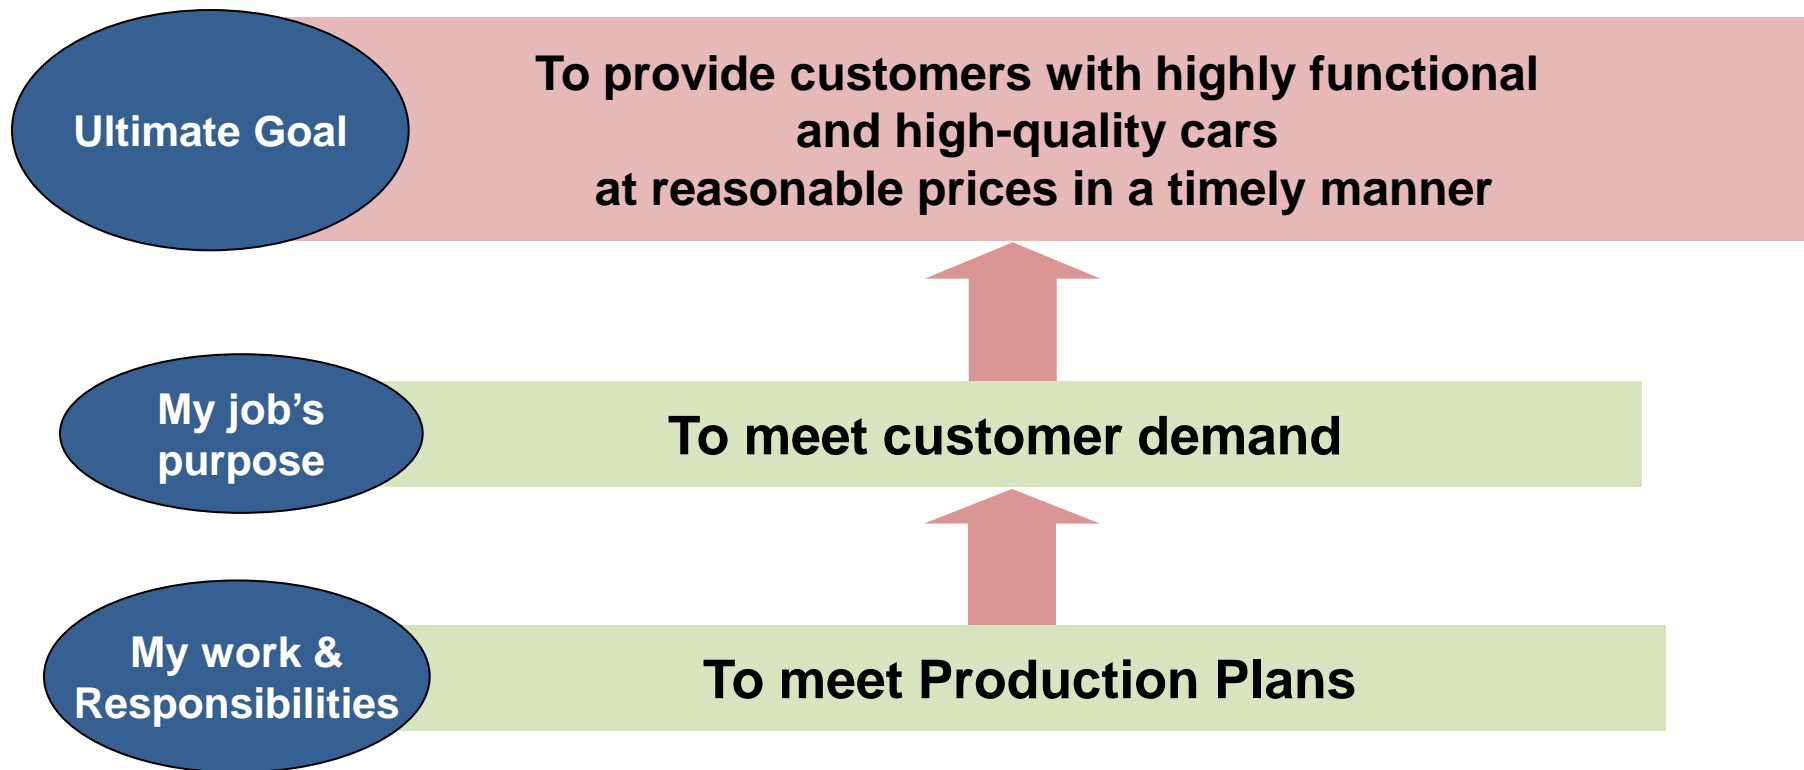 Ultimate Goal
To provide customers with highly functional
and high-quality cars
at reasonable prices in a timely manner
My job’s
purpose
To meet customer demand
My work &
Responsibilities
To meet Production Plans